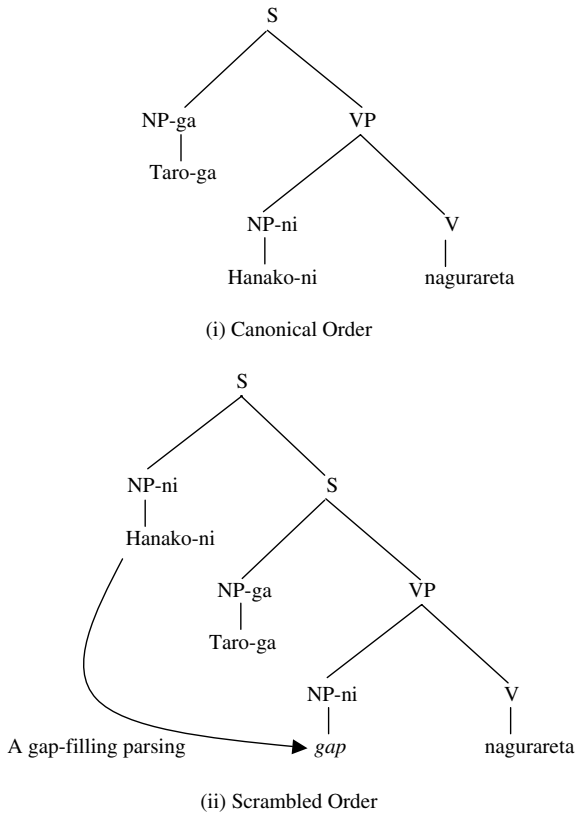 S
NP-ga VP
Taro-ga
NP-ni V
Hanako-ni nagurareta
(i) Canonical Order
S
NP-ni S
Hanako-ni
NP-ga VP
Taro-ga
NP-ni V
A gap-filling parsing gap nagurareta
(ii) Scrambled Order